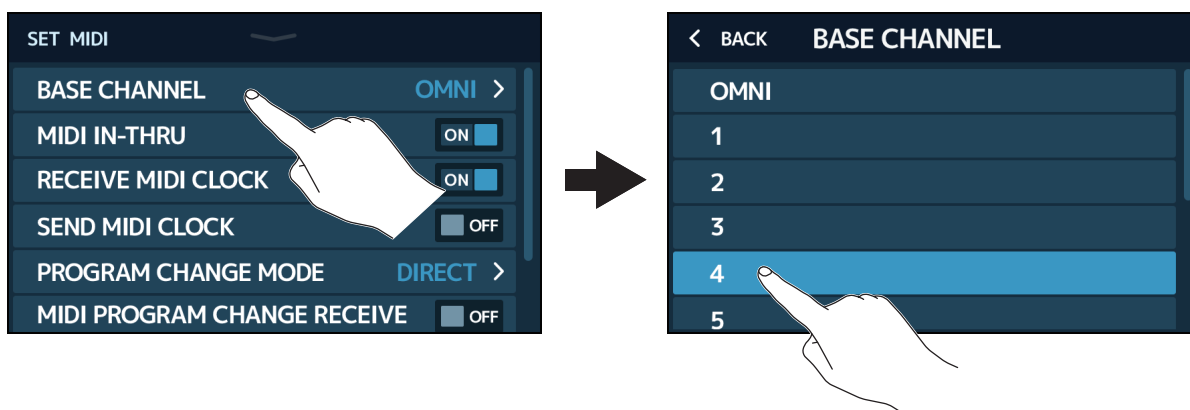 SET MIDI
BASE CHANNEL OMNI >
MIDI IN-THRU ON
RECEIVE MIDI CLOCK ON
SEND MIDI CLOCK OFF
PROGRAM CHANGE MODE DIRECT >
MIDI PROGRAM CHANGE RECEIVE OFF
< BACK BASE CHANNEL
OMNI
1
2
3
4
5